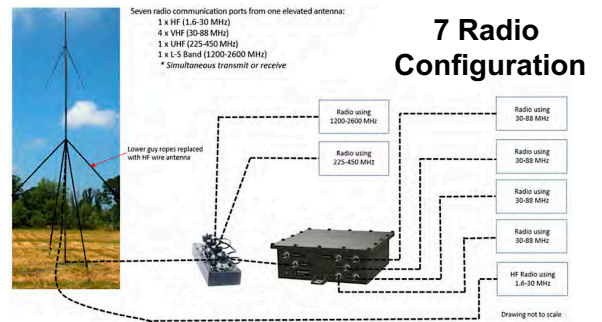 Seven radio communication ports from one elevated antenna:
1 x HF (1.6-30 MHz)
4 x VHF (30-88 MHz)
1 x UHF (225-450 MHz)
1 x L-S Band (1200-2600 MHz)
* Simultaneous transmit or receive
7 Radio
Configuration
Lower guy ropes replaced
with HF wire antenna
Radio using
1200-2600 MHz
Radio using
225-450 MHz
Radio using
30-88 MHz
Radio using
30-88 MHz
Radio using
30-88 MHz
Radio using
30-88 MHz
HF Radio using
1.6-30 MHz
Drawing not to scale